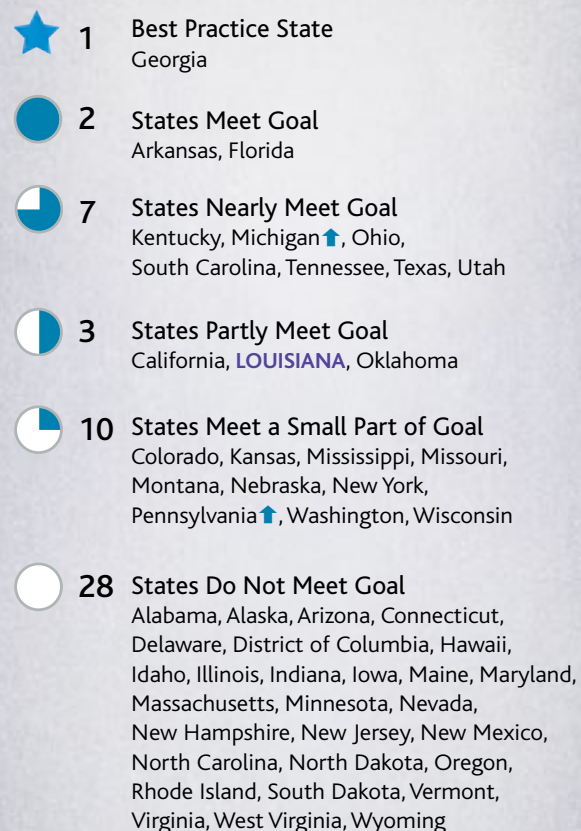 1 Best Practice State
Georgia
2 States Meet Goal
Arkansas, Florida
7 States Nearly Meet Goal
Kentucky, Michigan⬆, Ohio,
South Carolina, Tennessee, Texas, Utah
3 States Partly Meet Goal
California, LOUISIANA, Oklahoma
10 States Meet a Small Part of Goal
Colorado, Kansas, Mississippi, Missouri,
Montana, Nebraska, New York,
Pennsylvania⬆, Washington, Wisconsin
28 States Do Not Meet Goal
Alabama, Alaska, Arizona, Connecticut,
Delaware, District of Columbia, Hawaii,
Idaho, Illinois, Indiana, Iowa, Maine, Maryland,
Massachusetts, Minnesota, Nevada,
New Hampshire, New Jersey, New Mexico,
North Carolina, North Dakota, Oregon,
Rhode Island, South Dakota, Vermont,
Virginia, West Virginia, Wyoming